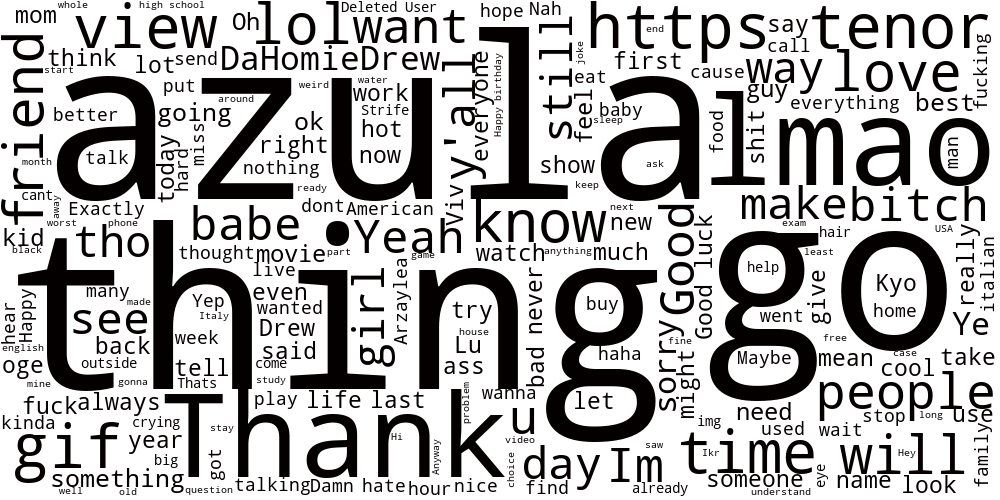 whole
high school
mom
view
Oh
lol
Deleted User
want
hope
Nah
https
tenor
say
call
end
joke
friend
think
start
lot
send
DaHomieDrew
y'all
everyone
Happy birthday
still
first
cause
way
guy
love
fucking
azula
lmao
put
around
weird
water
work
Strife
eat
feel
baby
sleep
everything
best
better
going
miss
ok
hot
food
shit
man
talk
today
hard
right
now
nothing
show
ask
month
cant
away
ready
keep
Exactly
worst
phone
babe
dont
American
Viv
know
next
new
make
bitch
exam
hair
USA
kid
black
tho
thought
movie
part
Yeah
game
watch
anything
much
Good
Good luck
least
really
italian
thing
go
hear
Happy
many
made
Yep
Italy
live
even
wanted
girl
Arzaylea
try
buy
help
went
give
Kyo
home
Ye
english
see
back
week
Drew
said
house
Lu
never
bad
haha
sorry
fine
might
Maybe
free
mean
case
cool
take
oge
outside
tell
come
ass
mine
gonna
Thats
study
fuck
always
Thank
play
life
last
problem
wanna
u
let
img
need
used
people
stop
long
use
kinda
crying
stay
Hi
gif
year
big
got
Anyway
video
choice
day
Im
saw
time
Ikr
wait
will
Hey
family
something
well
old
question
talking
Damn
hate
hour
nice
find
already
someone
understand
eye
name
look